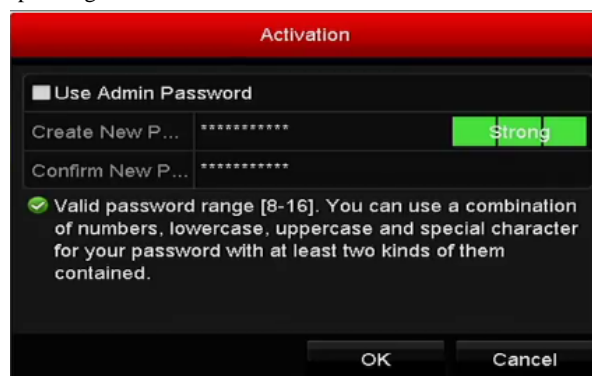 Activation
Use Admin Password
Create New P... *********** Strong
Confirm New P... ***********
Valid password range [8-16]. You can use a combination
of numbers, lowercase, uppercase and special character
for your password with at least two kinds of them
contained.
OK Cancel